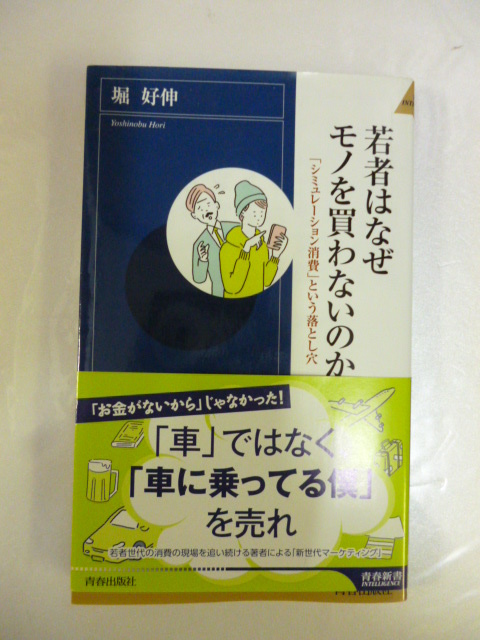 堀 好伸
Yoshinobu Hori
若者はなぜ
モノを買わないのか
「シミュレーション消費」という落とし穴
「お金がないから」じゃなかった!
「車」ではなく
「車に乗ってる僕」
を売れ
若者世代の消費の現場を追い続ける著者による「新世代マーケティング」
青春出版社
青春新書
INTELLIGENCE